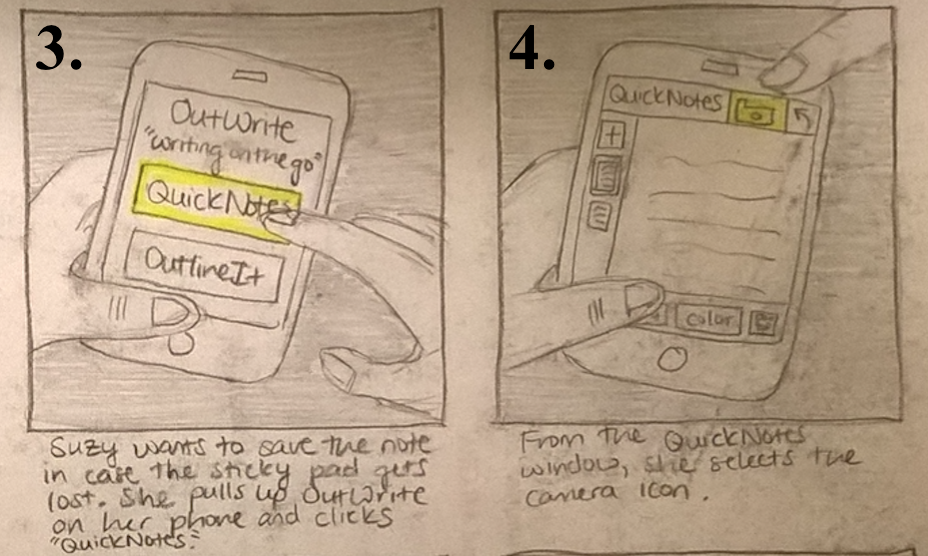 3.
OutWrite
"writing on the go"
QuickNotes
OutlineIt
Suzy wants to save the note
in case the sticky pad gets
lost. She pulls up OutWrite
on her phone and clicks
"QuickNotes."
4.
QuickNotes
color
From the QuickNotes
window, she selects the
camera icon.